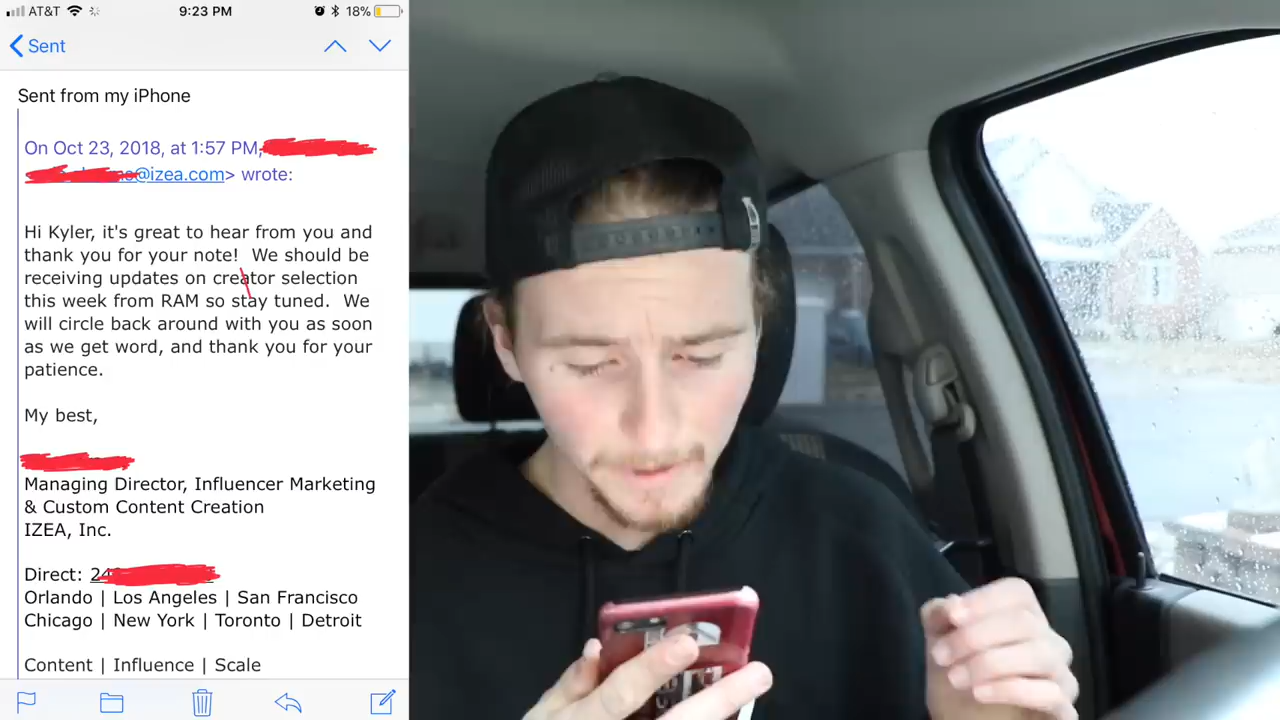 AT&T 9:23 PM 18%
Sent
Sent from my iPhone
On Oct 23, 2018, at 1:57 PM,
@izea.com> wrote:
Hi Kyler, it's great to hear from you and
thank you for your note! We should be
receiving updates on creator selection
this week from RAM so stay tuned. We
will circle back around with you as soon
as we get word, and thank you for your
patience.
My best,
Managing Director, Influencer Marketing
& Custom Content Creation
IZEA, Inc.
Direct:
Orlando | Los Angeles | San Francisco
Chicago | New York | Toronto | Detroit
Content | Influence | Scale